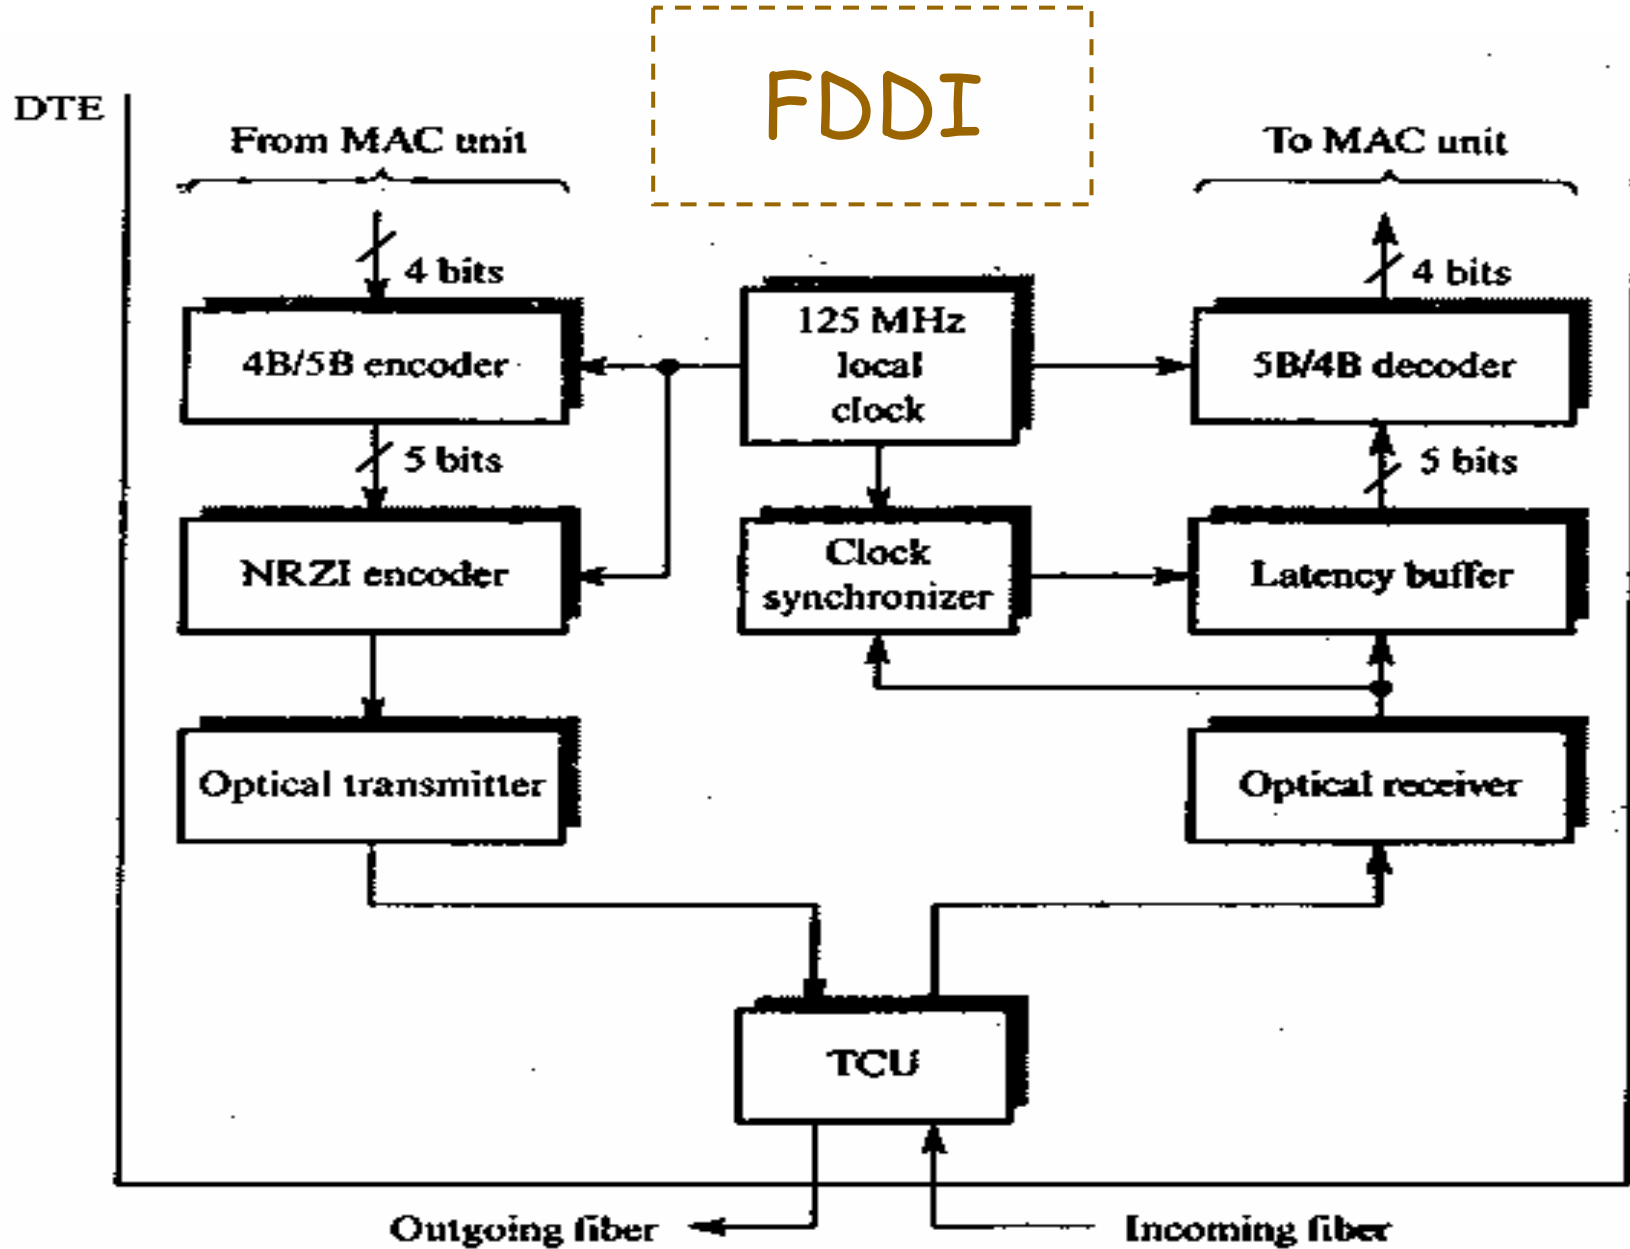 FDDI
DTE
From MAC unit
To MAC unit
4 bits
4 bits
4B/5B encoder
125 MHz
local
clock
5B/4B decoder
5 bits
5 bits
NRZI encoder
Clock
synchronizer
Latency buffer
Optical transmitter
Optical receiver
TCU
Outgoing fiber
Incoming fiber